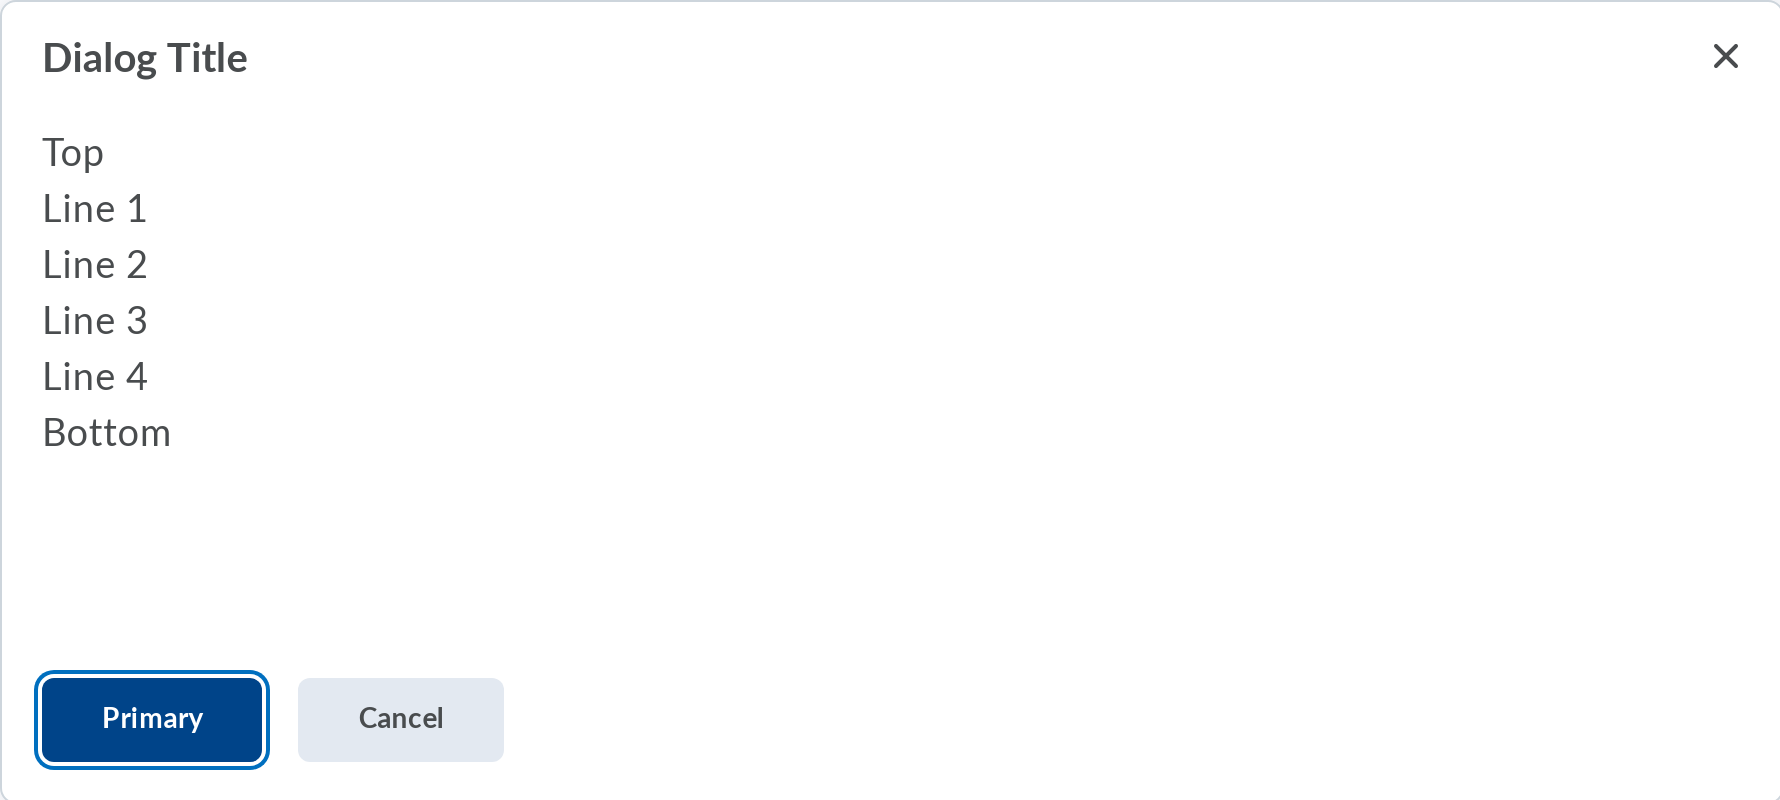 Dialog Title
Top
Line 1
Line 2
Line 3
Line 4
Bottom
Primary
Cancel